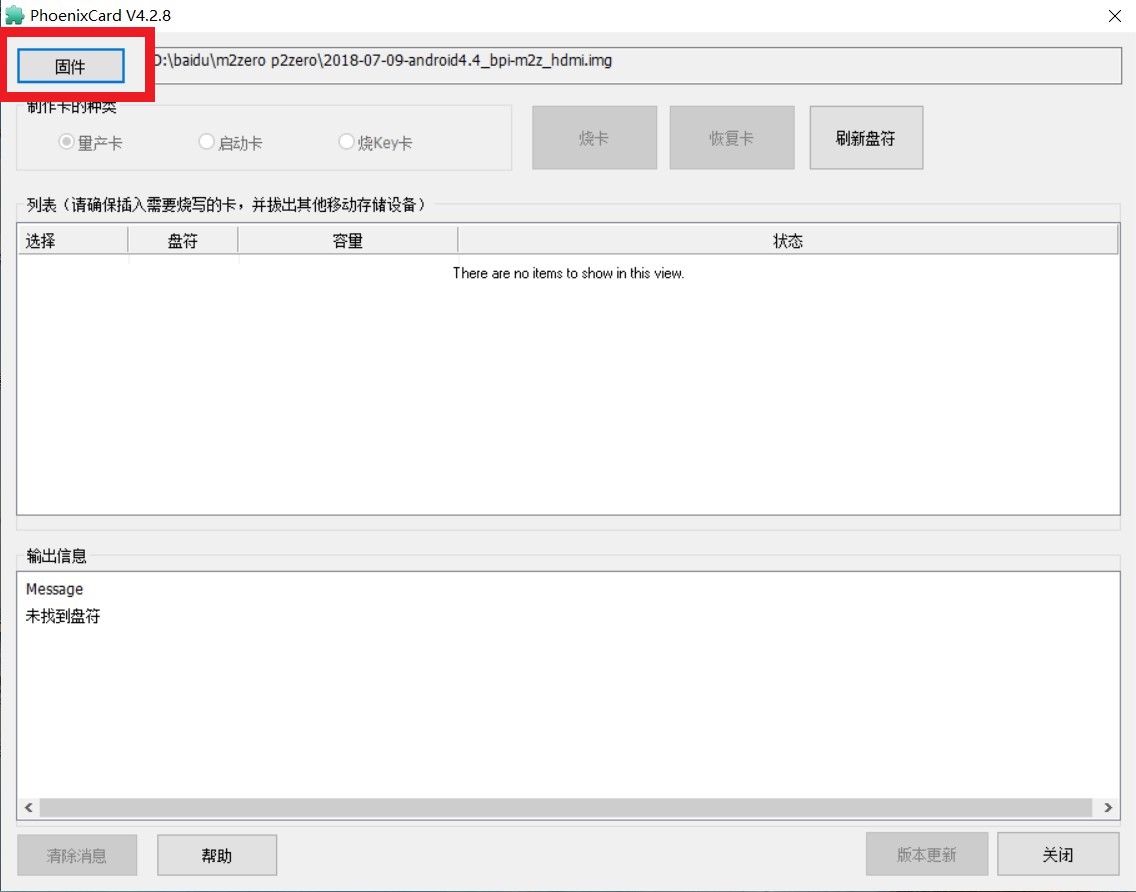 PhoenixCard V4.2.8
固件
D:\baidu\m2zero p2zero\2018-07-09-android4.4_bpi-m2z_hdmi.img
制作卡的种类
量产卡 启动卡 烧Key卡
烧卡 恢复卡 刷新盘符
列表（请确保插入需要烧写的卡，并拔出其他移动存储设备）
选择 盘符 容量 状态
There are no items to show in this view.
输出信息
Message
未找到盘符
清除消息 帮助 版本更新 关闭